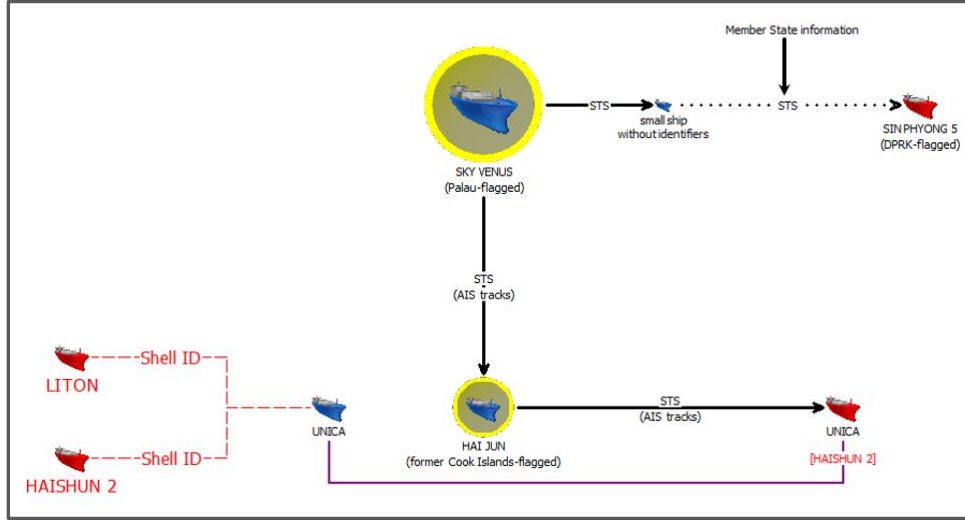 Member State information
STS
STS
small ship
without identifiers
SIN PHYONG 5
(DPRK-flagged)
SKY VENUS
(Palau-flagged)
STS
(AIS tracks)
Shell ID
LITON
STS
(AIS tracks)
UNICA
UNICA
HAI JUN
(former Cook Islands-flagged)
[HAISHUN 2]
Shell ID
HAISHUN 2